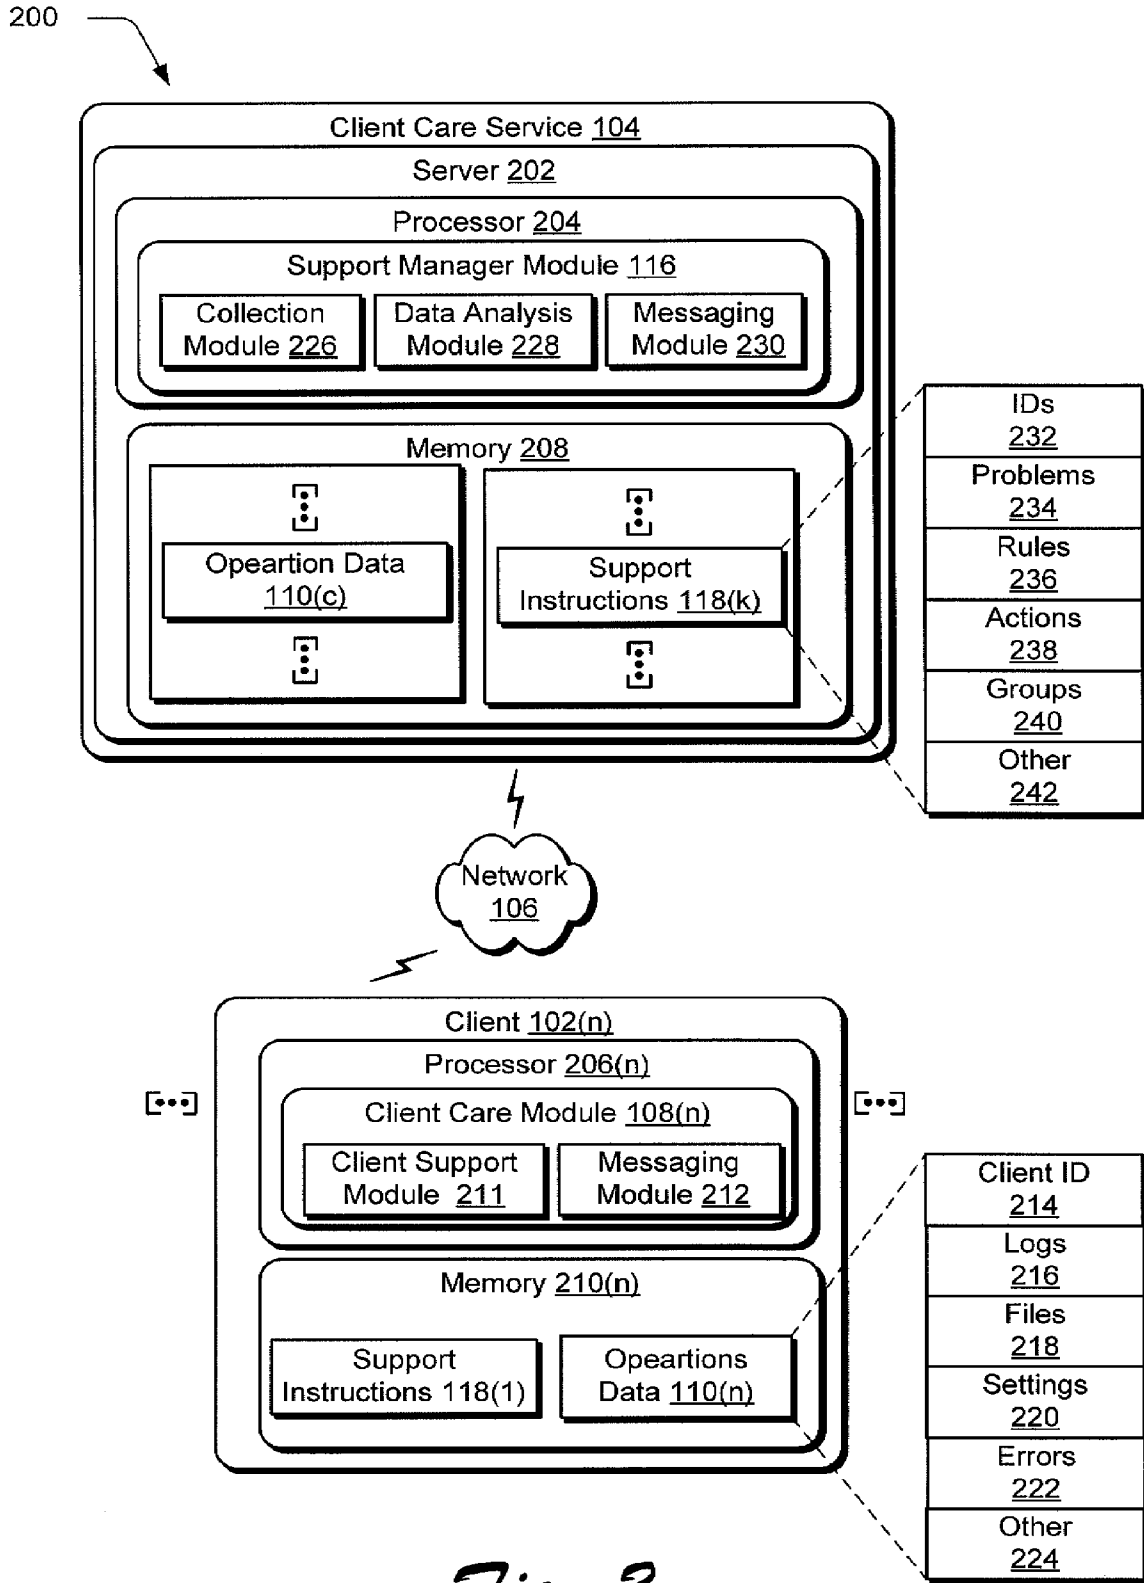 200
Client Care Service 104
Server 202
Processor 204
Support Manager Module 116
Collection
Module 226
Data Analysis
Module 228
Messaging
Module 230
Memory 208
Opeartion Data
110(c)
Support
Instructions 118(k)
IDs
232
Problems
234
Rules
236
Actions
238
Groups
240
Other
242
Network
106
Client 102(n)
Processor 206(n)
Client Care Module 108(n)
Client Support
Module 211
Messaging
Module 212
Memory 210(n)
Support
Instructions 118(1)
Opeartions
Data 110(n)
Client ID
214
Logs
216
Files
218
Settings
220
Errors
222
Other
224